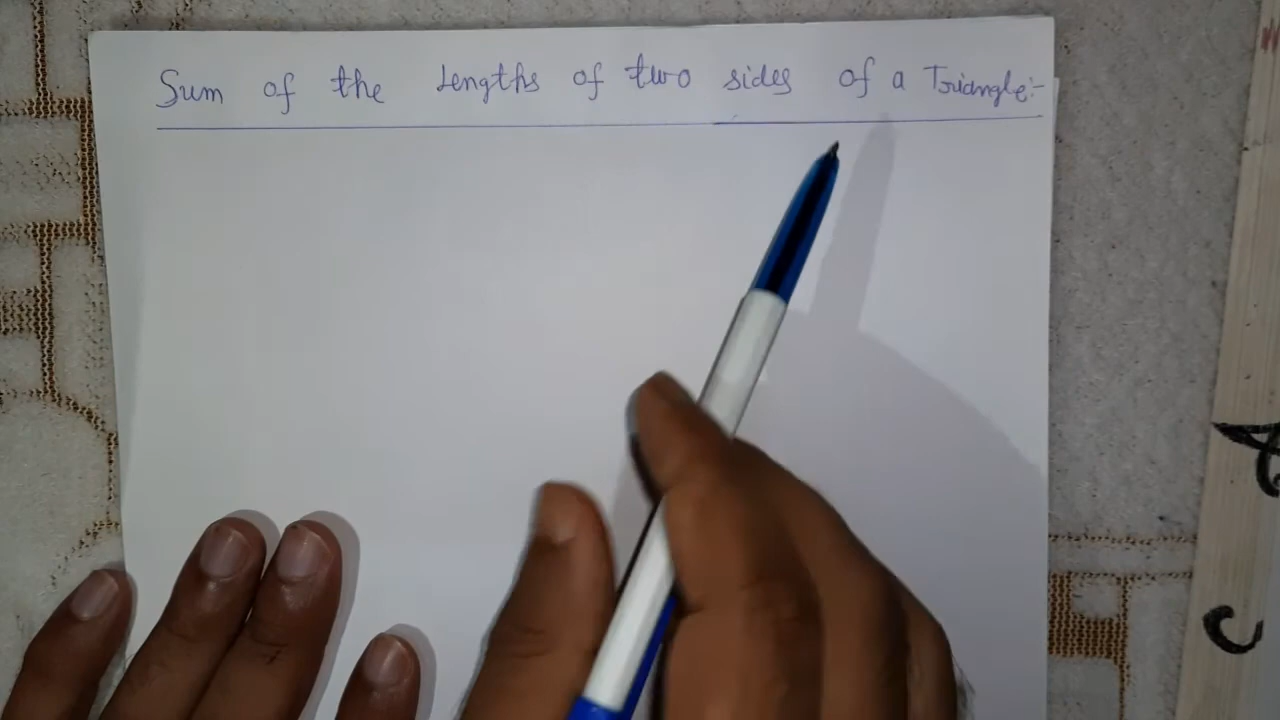 Sum of the Lengths of two sides of a Triangle:-
C